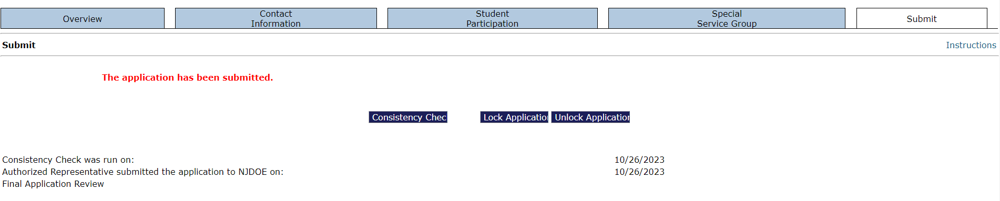 Overview
Contact
Information
Student
Participation
Special
Service Group
Submit
Submit Instructions
The application has been submitted.
Consistency Chec Lock Applicatio Unlock Application
Consistency Check was run on: 10/26/2023
Authorized Representative submitted the application to NJDOE on: 10/26/2023
Final Application Review